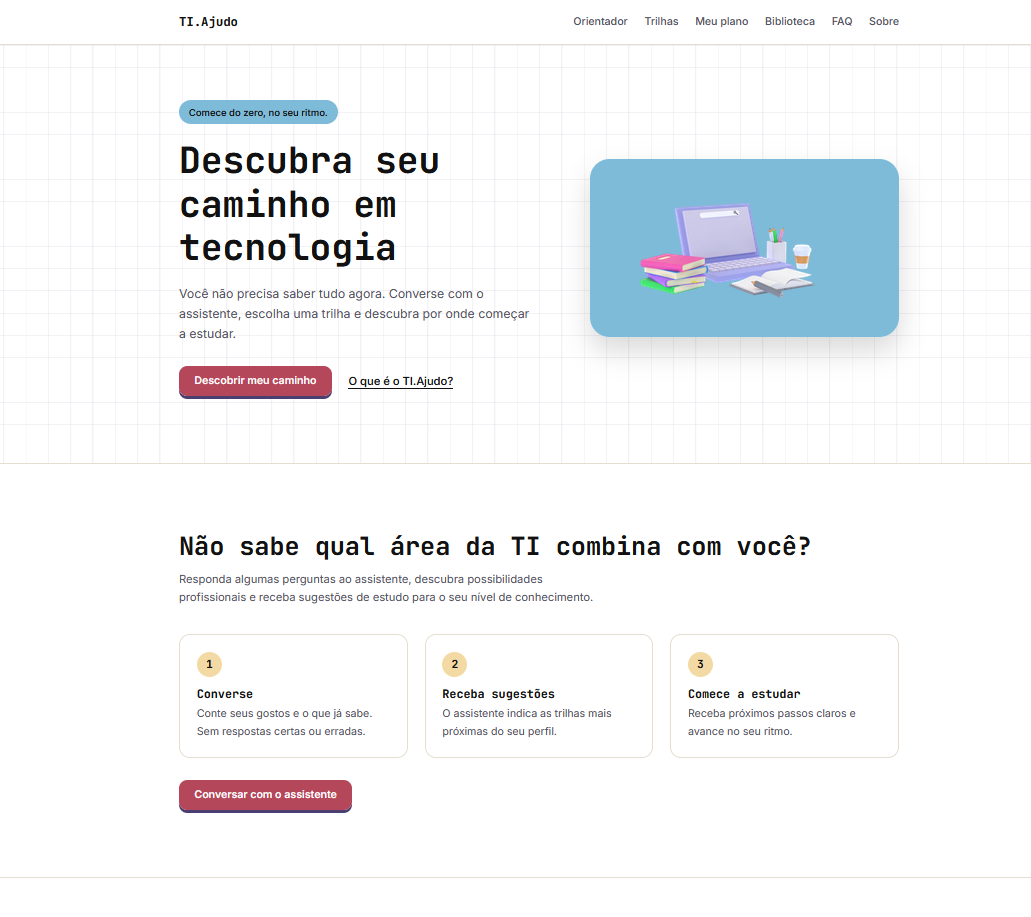 TI.Ajudo
Orientador Trilhas Meu plano Biblioteca FAQ Sobre
Comece do zero, no seu ritmo.
Descubra seu
caminho em
tecnologia
Você não precisa saber tudo agora. Converse com o
assistente, escolha uma trilha e descubra por onde começar
a estudar.
Descobrir meu caminho
O que é o TI.Ajudo?
Não sabe qual área da TI combina com você?
Responda algumas perguntas ao assistente, descubra possibilidades
profissionais e receba sugestões de estudo para o seu nível de conhecimento.
1
Converse
Conte seus gostos e o que já sabe.
Sem respostas certas ou erradas.
2
Receba sugestões
O assistente indica as trilhas mais
próximas do seu perfil.
3
Comece a estudar
Receba próximos passos claros e
avance no seu ritmo.
Conversar com o assistente